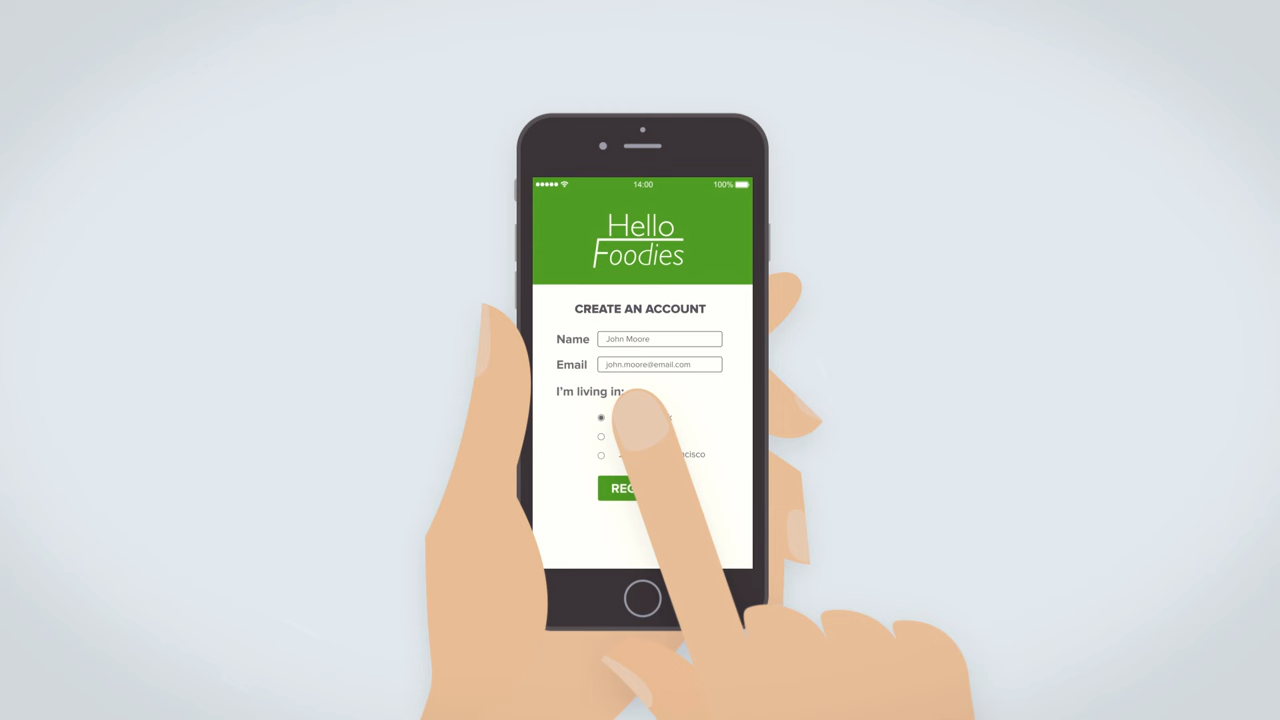 14:00
100%
Hello
Foodies
CREATE AN ACCOUNT
Name John Moore
Email john.moore@email.com
I'm living in: